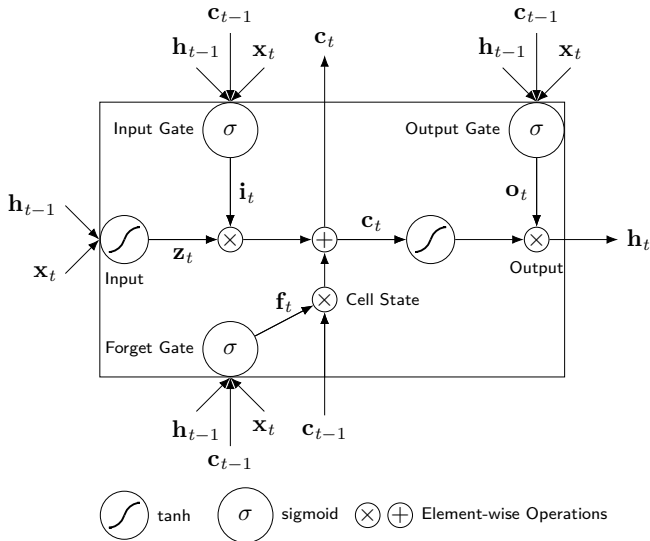 c_{t−1} c_{t−1}
h_{t−1} x_t c_t h_{t−1} x_t
Input Gate σ Output Gate σ
i_t o_t
h_{t−1} c_t
z_t × + × h_t
x_t Input Output
f_t × Cell State
Forget Gate σ
h_{t−1} x_t c_{t−1}
c_{t−1}
tanh σ sigmoid × + Element-wise Operations